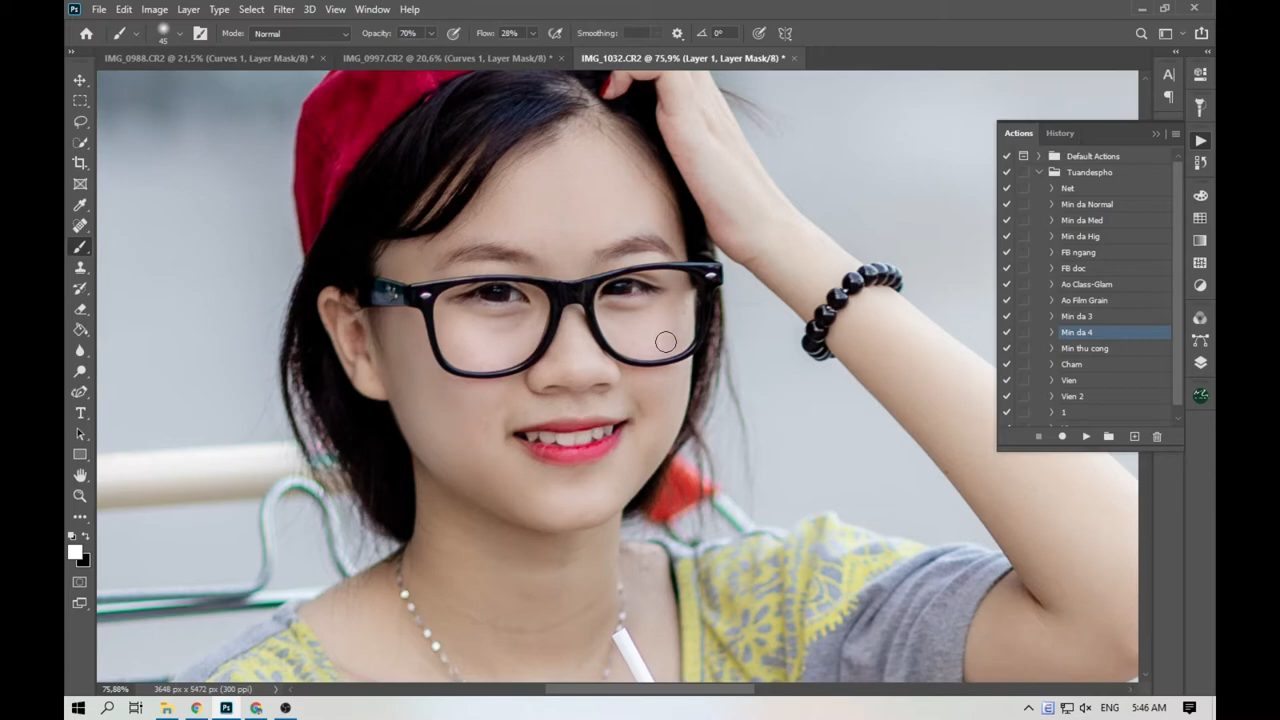 Ps File Edit Image Layer Type Select Filter 3D View Window Help
45 Mode: Normal Opacity: 70% Flow: 28% Smoothing: 0°
IMG_0988.CR2 @ 21,5% (Curves 1, Layer Mask/8) * × IMG_0997.CR2 @ 20,6% (Curves 1, Layer Mask/8) * × IMG_1032.CR2 @ 75,9% (Layer 1, Layer Mask/8) * ×
Actions History
Default Actions
Tuandespho
Net
Min da Normal
Min da Med
Min da Hig
FB ngang
FB doc
Ao Class-Glam
Ao Film Grain
Min da 3
Min da 4
Min thu cong
Cham
Vien
Vien 2
1
75,88% 3648 px x 5472 px (300 ppi)
Ps ENG 5:46 AM